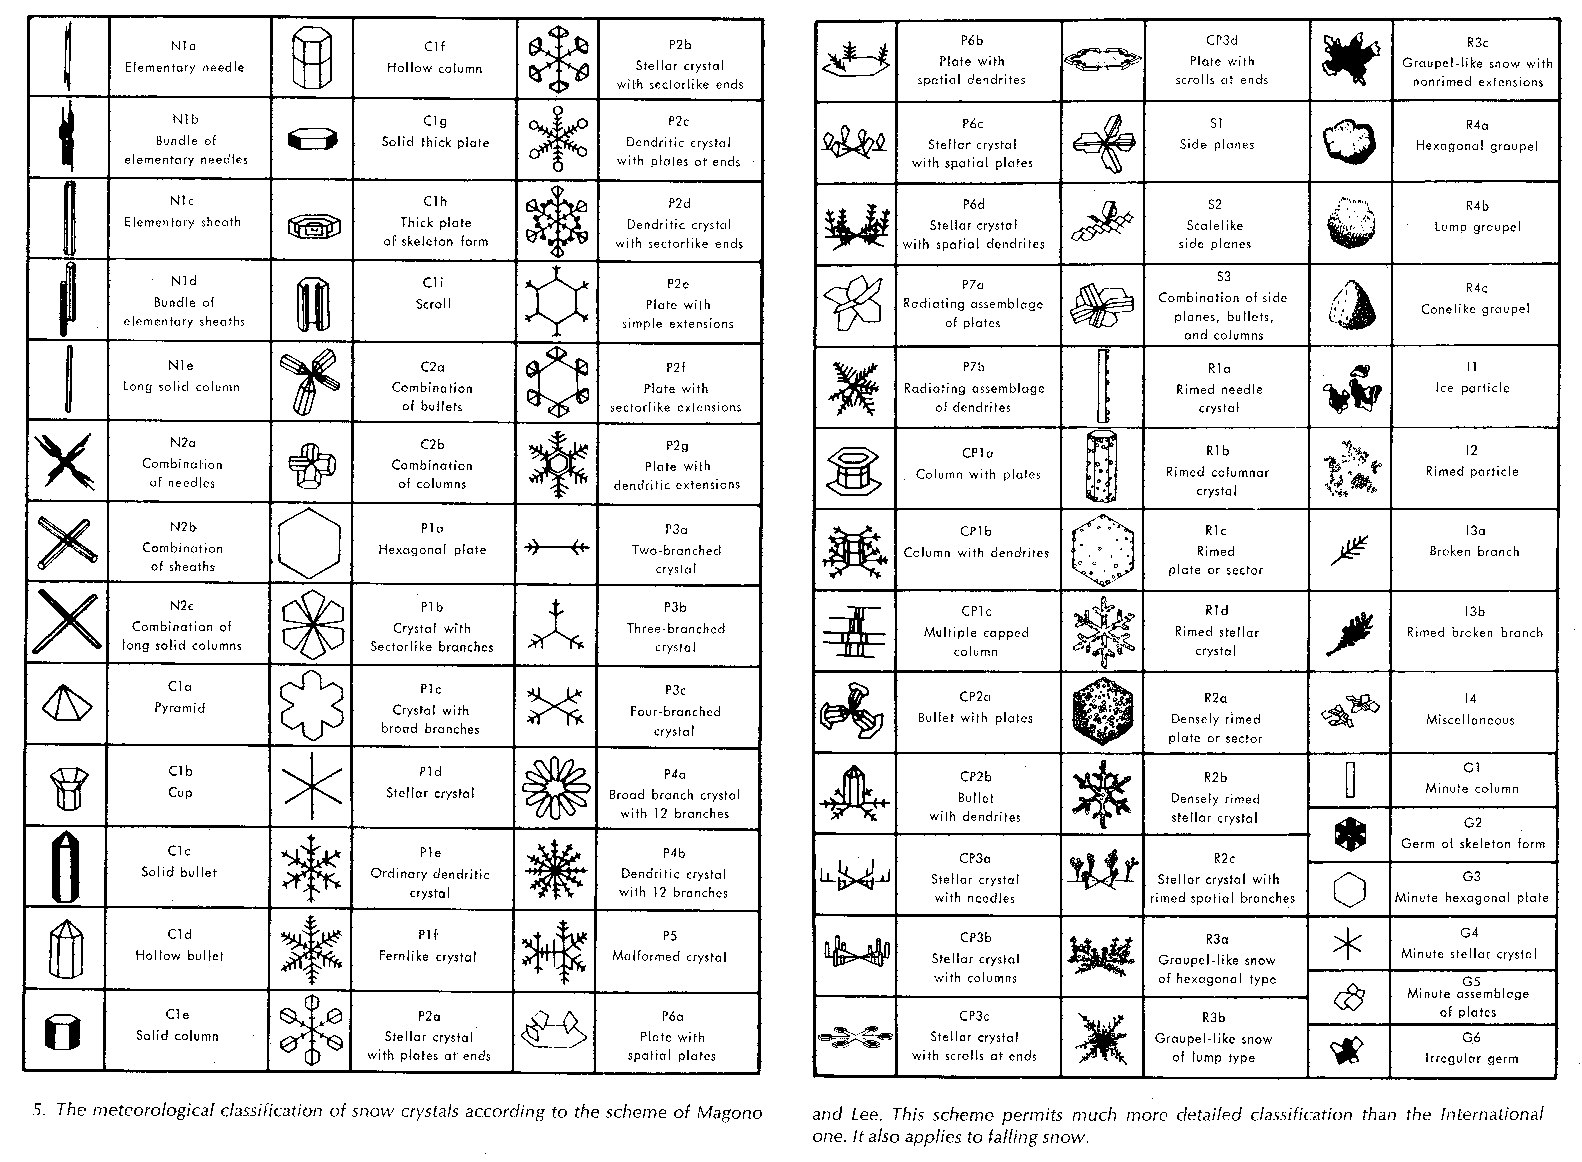 N1a
Elementary needle
N1b
Bundle of
elementary needles
N1c
Elementary sheath
N1d
Bundle of
elementary sheaths
N1e
Long solid column
N2a
Combination
of needles
N2b
Combination
of sheaths
N2c
Combination of
long solid columns
C1a
Pyramid
C1b
Cup
C1c
Solid bullet
C1d
Hollow bullet
C1e
Solid column
C1f
Hollow column
C1g
Solid thick plate
C1h
Thick plate
of skeleton form
C1i
Scroll
C2a
Combination
of bullets
C2b
Combination
of columns
P1a
Hexagonal plate
P1b
Crystal with
Sectorlike branches
P1c
Crystal with
broad branches
P1d
Stellar crystal
P1e
Ordinary dendritic
crystal
P1f
Fernlike crystal
P2a
Stellar crystal
with plates at ends
P2b
Stellar crystal
with sectorlike ends
P2c
Dendritic crystal
with plates at ends
P2d
Dendritic crystal
with sectorlike ends
P2e
Plate with
simple extensions
P2f
Plate with
sectorlike extensions
P2g
Plate with
dendritic extensions
P3a
Two-branched
crystal
P3b
Three-branched
crystal
P3c
Four-branched
crystal
P4a
Broad branch crystal
with 12 branches
P4b
Dendritic crystal
with 12 branches
P5
Malformed crystal
P6a
Plate with
spatial plates
P6b
Plate with
spatial dendrites
P6c
Stellar crystal
with spatial plates
P6d
Stellar crystal
with spatial dendrites
P7a
Radiating assemblage
of plates
P7b
Radiating assemblage
of dendrites
CP1a
Column with plates
CP1b
Column with dendrites
CP1c
Multiple capped
column
CP2a
Bullet with plates
CP2b
Bullet
with dendrites
CP3a
Stellar crystal
with needles
CP3b
Stellar crystal
with columns
CP3c
Stellar crystal
with scrolls at ends
CP3d
Plate with
scrolls at ends
S1
Side planes
S2
Scalelike
side planes
S3
Combination of side
planes, bullets,
and columns
R1a
Rimed needle
crystal
R1b
Rimed columnar
crystal
R1c
Rimed
plate or sector
R1d
Rimed stellar
crystal
R2a
Densely rimed
plate or sector
R2b
Densely rimed
stellar crystal
R2c
Stellar crystal with
rimed spatial branches
R3a
Graupel-like snow
of hexagonal type
R3b
Graupel-like snow
of lump type
R3c
Graupel-like snow with
nonrimed extensions
R4a
Hexagonal graupel
R4b
Lump graupel
R4c
Conelike graupel
I1
Ice particle
I2
Rimed particle
I3a
Broken branch
I3b
Rimed broken branch
I4
Miscellaneous
G1
Minute column
G2
Germ of skeleton form
G3
Minute hexagonal plate
G4
Minute stellar crystal
G5
Minute assemblage
of plates
G6
Irregular germ
5. The meteorological classification of snow crystals according to the scheme of Magono
and Lee. This scheme permits much more detailed classification than the International
one. It also applies to falling snow.